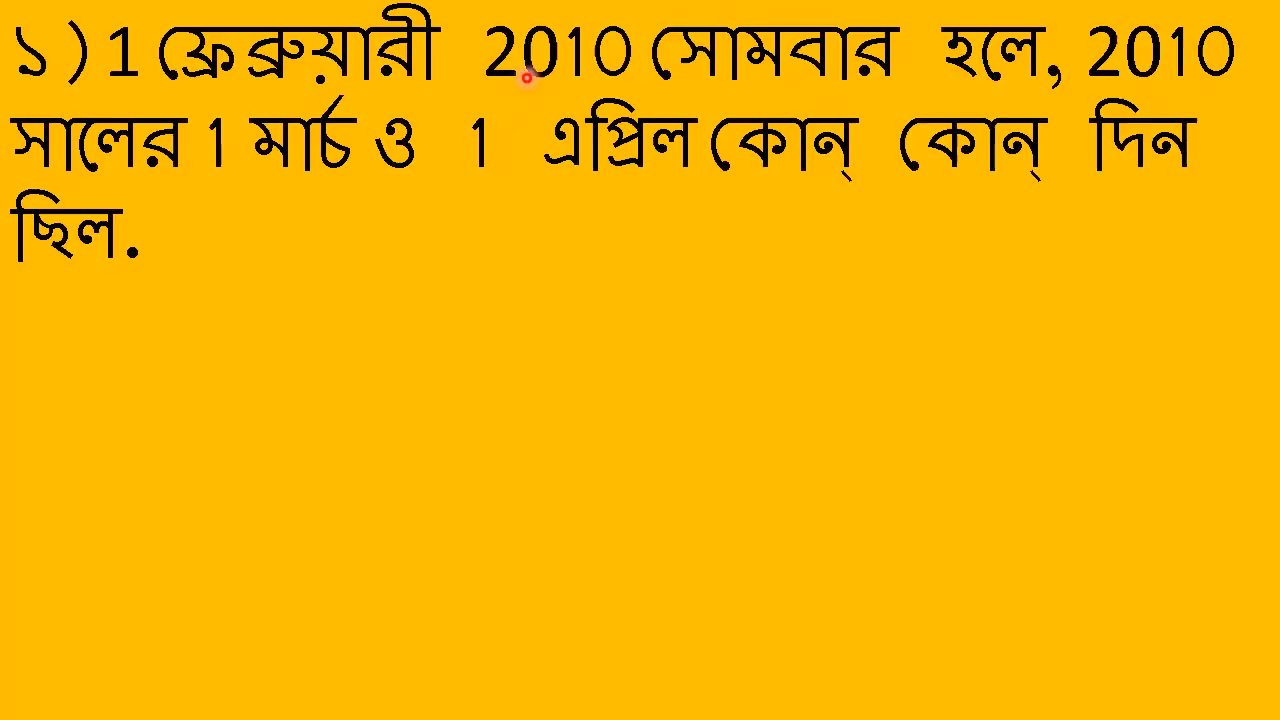 ১) 1 ফ্রেব্রুয়ারী 2010 সোমবার হলে, 2010
সালের 1 মার্চ ও 1 এপ্রিল কোন্ কোন্ দিন
ছিল.